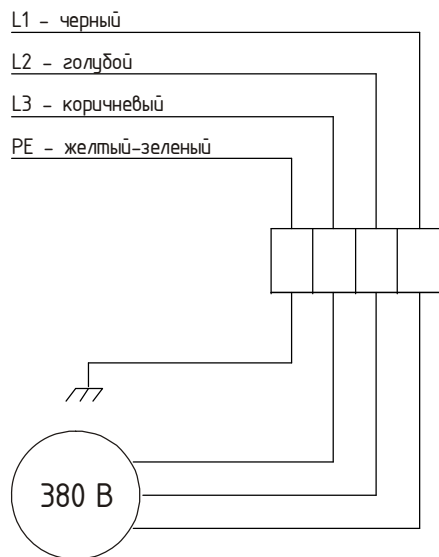 L1 - черный
L2 - голубой
L3 - коричневый
PE - желтый-зеленый
380 В